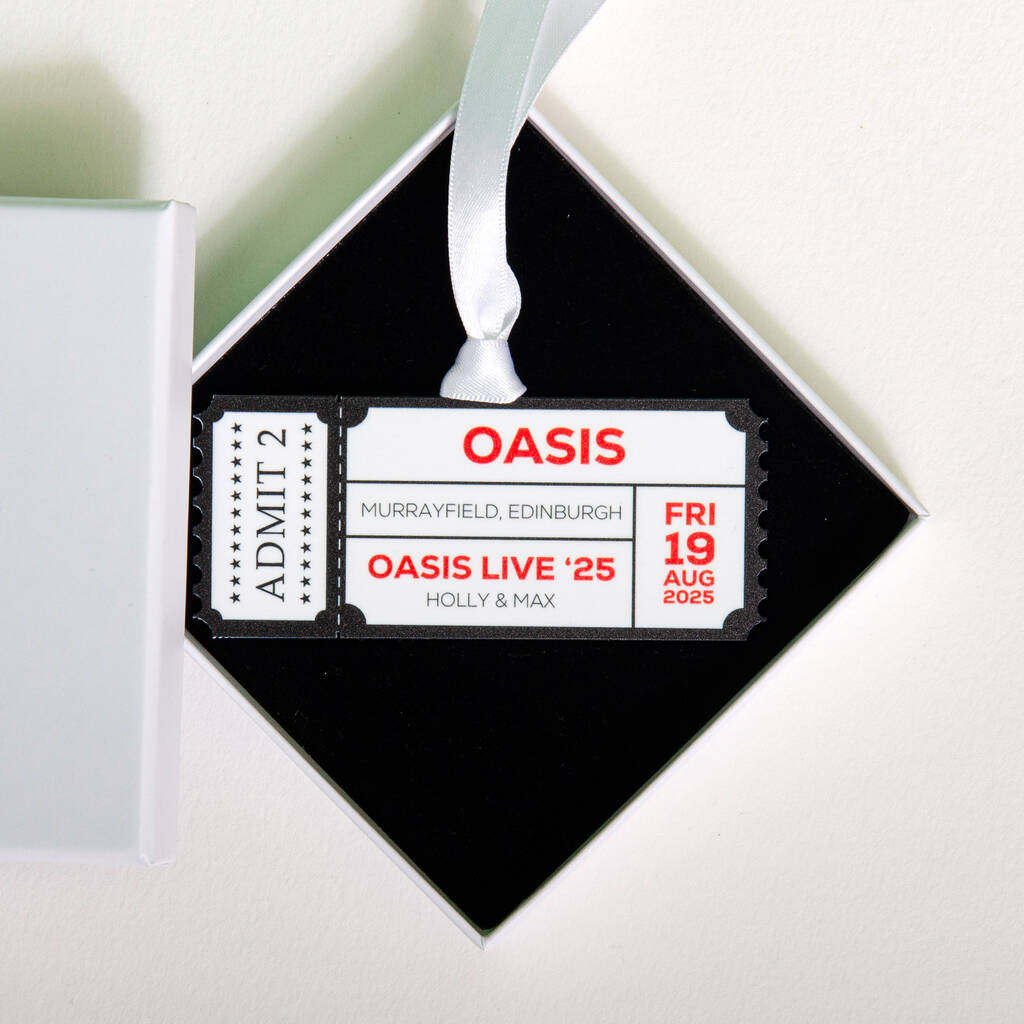 ADMIT 2
OASIS
MURRAYFIELD, EDINBURGH
OASIS LIVE ‘25
HOLLY & MAX
FRI
19
AUG
2025